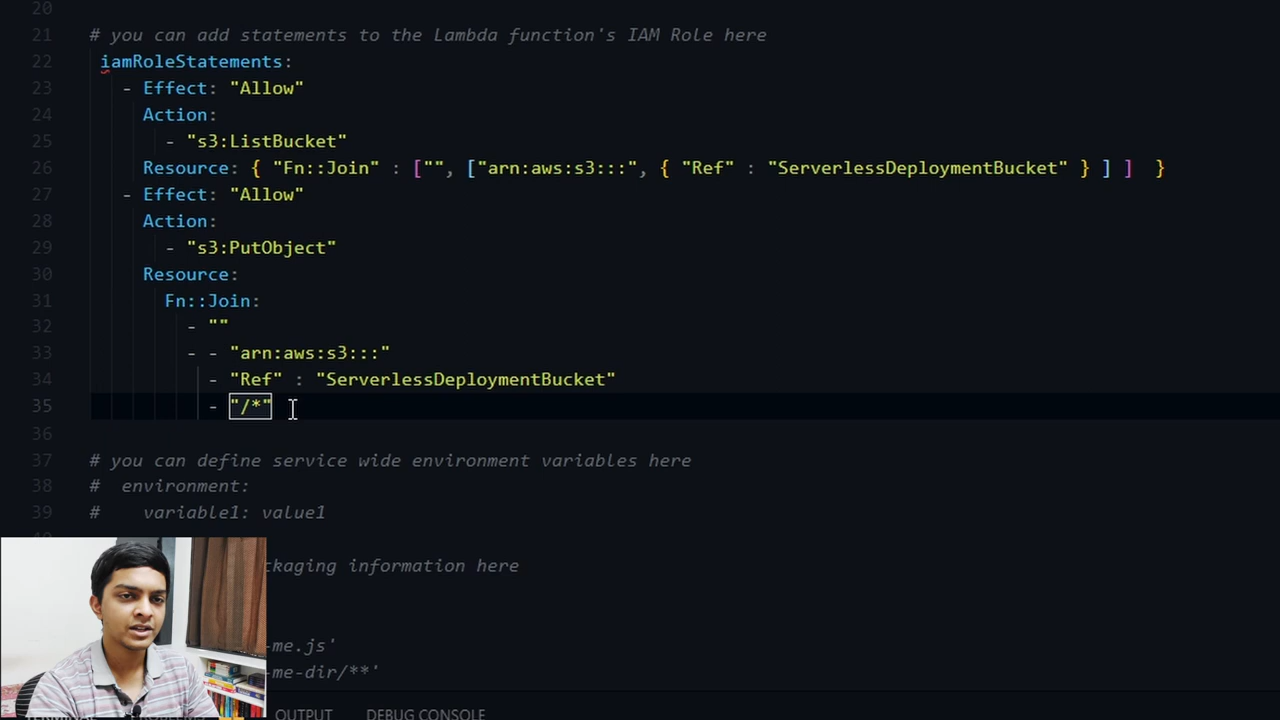 20
21 # you can add statements to the Lambda function's IAM Role here
22 iamRoleStatements:
23 - Effect: "Allow"
24 Action:
25 - "s3:ListBucket"
26 Resource: { "Fn::Join" : ["", ["arn:aws:s3:::", { "Ref" : "ServerlessDeploymentBucket" } ] ]  }
27 - Effect: "Allow"
28 Action:
29 - "s3:PutObject"
30 Resource:
31 Fn::Join:
32 - ""
33 - - "arn:aws:s3:::"
34 - "Ref" : "ServerlessDeploymentBucket"
35 - "/*"
36
37 # you can define service wide environment variables here
38 #  environment:
39 #    variable1: value1
ckaging information here
-me.js'
-me-dir/**'
OUTPUT DEBUG CONSOLE